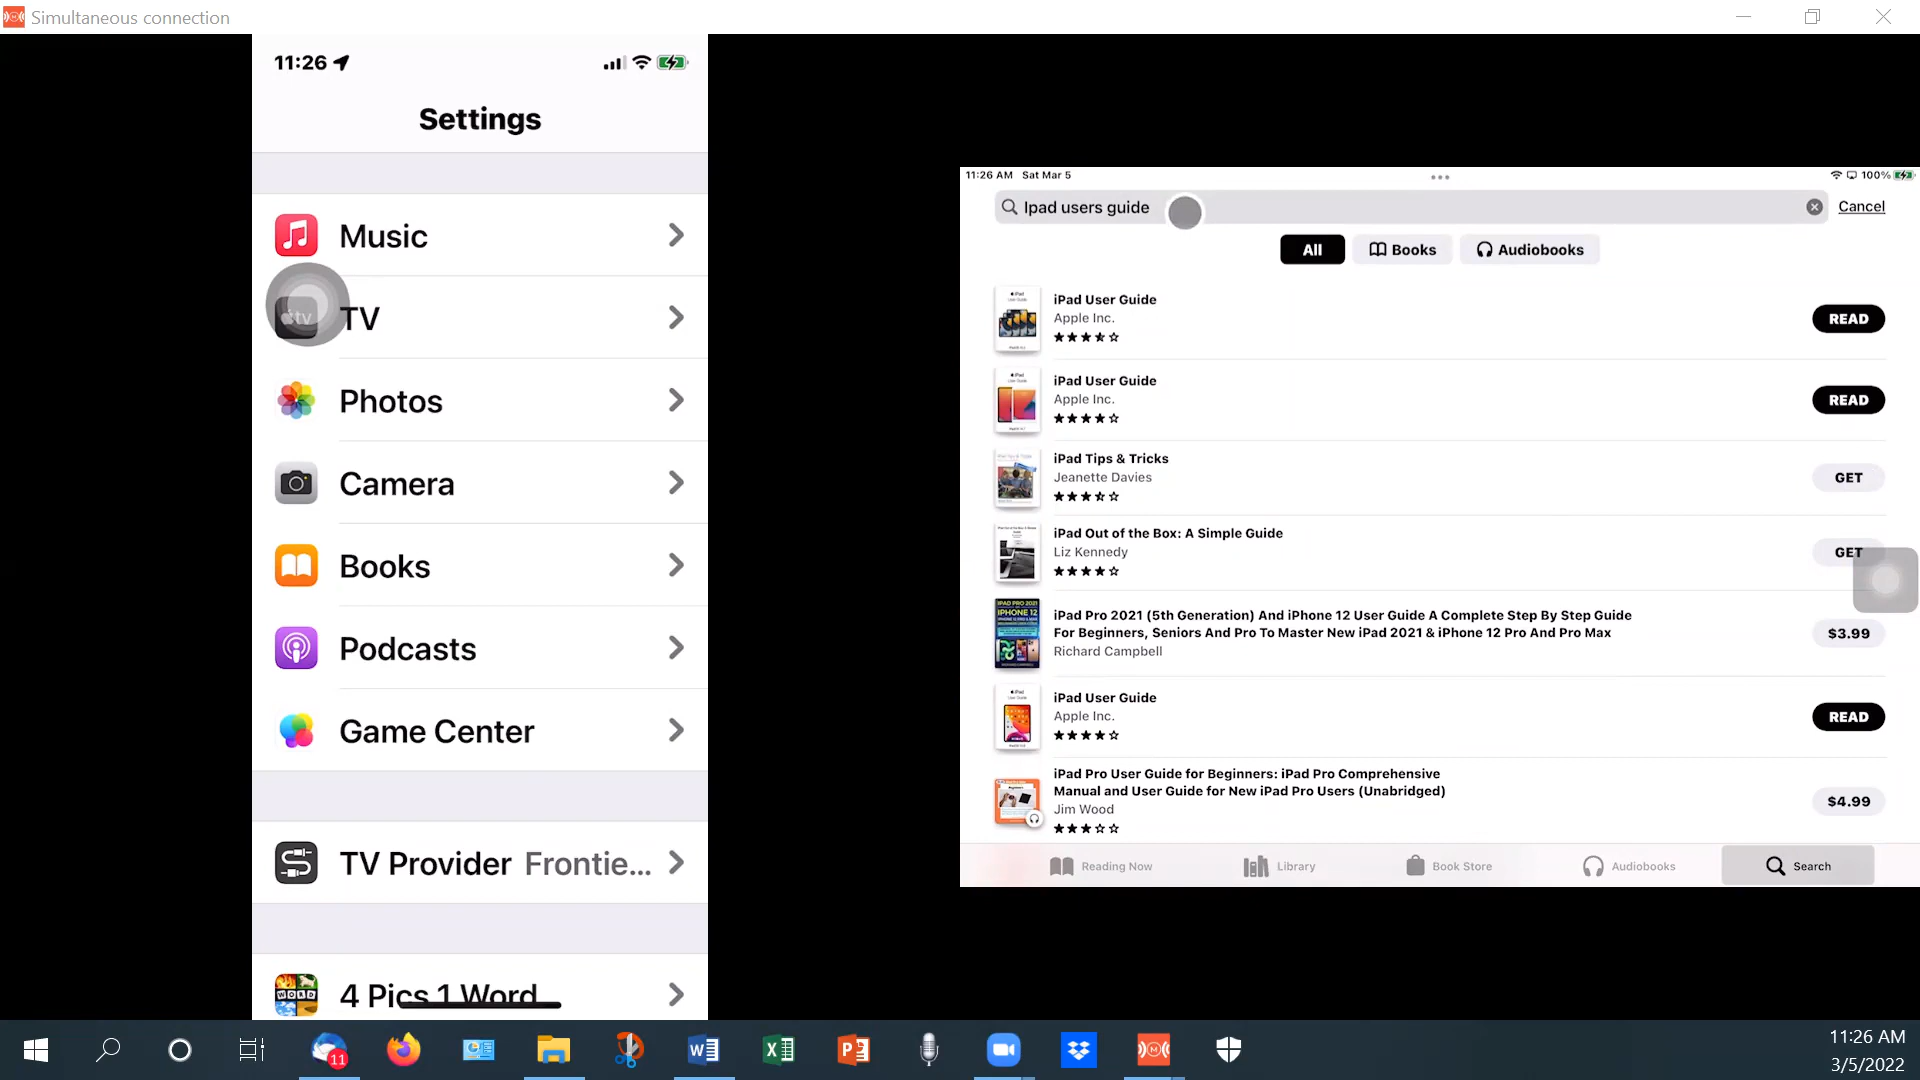 Simultaneous connection
11:26
Settings
Music
tv
TV
Photos
Camera
Books
Podcasts
Game Center
TV Provider Frontie...
WORD
4 Pics 1 Word
11:26 AM Sat Mar 5
100%
Ipad users guide
Cancel
All
Books
Audiobooks
iPad User Guide
Apple Inc.
READ
iPad User Guide
Apple Inc.
READ
iPad Tips & Tricks
Jeanette Davies
GET
iPad Out of the Box: A Simple Guide
Liz Kennedy
GET
iPad Pro 2021 (5th Generation) And iPhone 12 User Guide A Complete Step By Step Guide
For Beginners, Seniors And Pro To Master New iPad 2021 & iPhone 12 Pro And Pro Max
Richard Campbell
$3.99
iPad User Guide
Apple Inc.
READ
iPad Pro User Guide for Beginners: iPad Pro Comprehensive
Manual and User Guide for New iPad Pro Users (Unabridged)
Jim Wood
$4.99
Reading Now
Library
Book Store
Audiobooks
Search
11
11:26 AM
3/5/2022